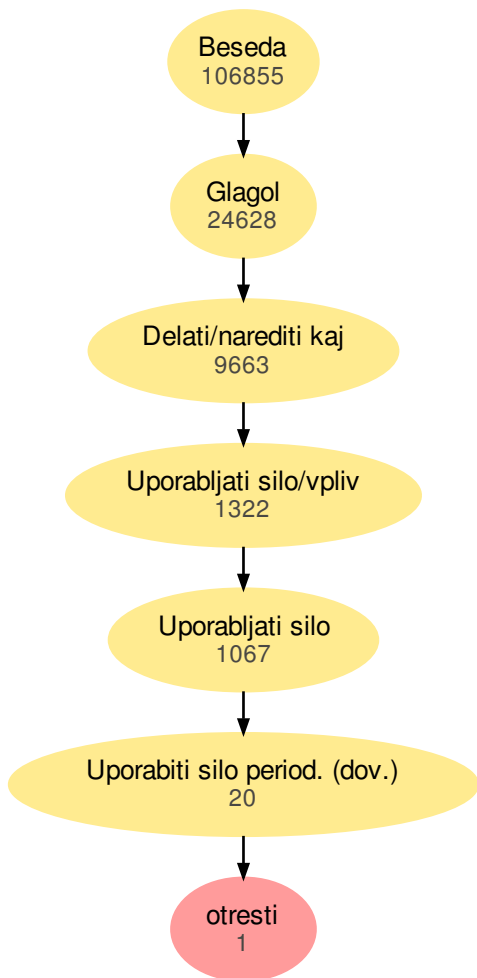 Beseda
106855
Glagol
24628
Delati/narediti kaj
9663
Uporabljati silo/vpliv
1322
Uporabljati silo
1067
Uporabiti silo period. (dov.)
20
otresti
1